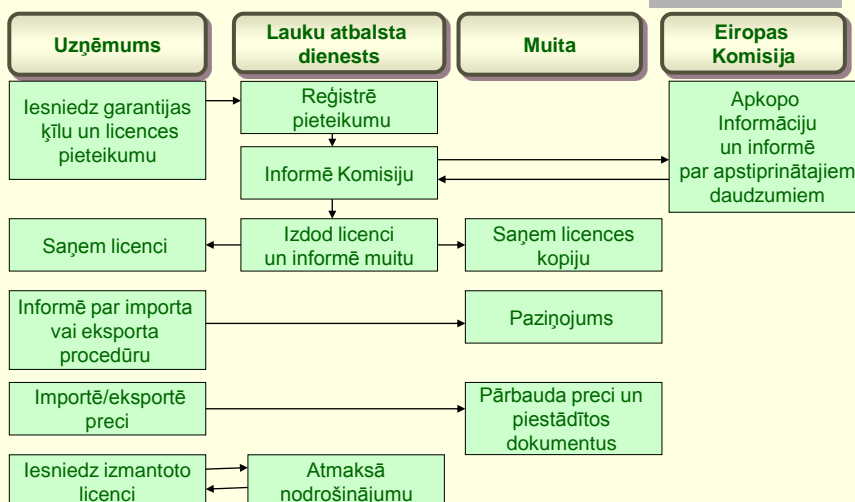 Uzņēmums
Lauku atbalsta
dienests
Muita
Eiropas
Komisija
Iesniedz garantijas
ķīlu un licences
pieteikumu
Reģistrē
pieteikumu
Apkopo
Informāciju
un informē
par apstiprinātajiem
daudzumiem
Informē Komisiju
Saņem licenci
Izdod licenci
un informē muitu
Saņem licences
kopiju
Informē par importa
vai eksporta
procedūru
Paziņojums
Importē/eksportē
preci
Pārbauda preci un
piestādītos
dokumentus
Iesniedz izmantoto
licenci
Atmaksā
nodrošinājumu